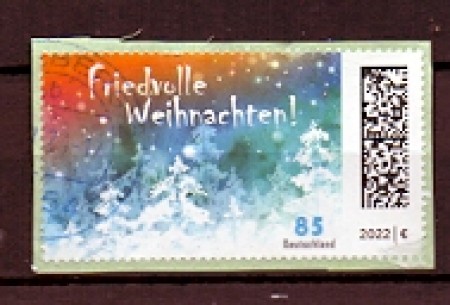 Friedvolle
Weihnachten!
85
Deutschland
2022 | €